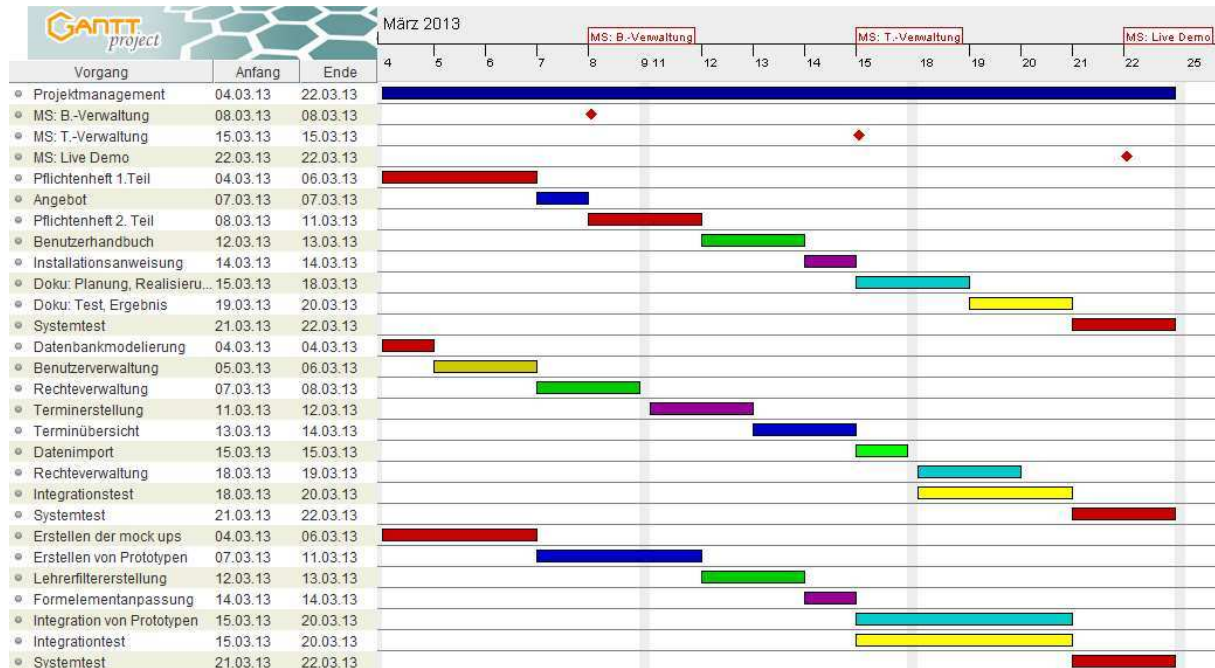 GANTT
project
März 2013
MS: B.-Verwaltung MS: T.-Verwaltung MS: Live Demo
4 5 6 7 8 9 11 12 13 14 15 18 19 20 21 22 25
Vorgang Anfang Ende
Projektmanagement 04.03.13 22.03.13
MS: B.-Verwaltung 08.03.13 08.03.13
MS: T.-Verwaltung 15.03.13 15.03.13
MS: Live Demo 22.03.13 22.03.13
Pflichtenheft 1.Teil 04.03.13 06.03.13
Angebot 07.03.13 07.03.13
Pflichtenheft 2. Teil 08.03.13 11.03.13
Benutzerhandbuch 12.03.13 13.03.13
Installationsanweisung 14.03.13 14.03.13
Doku: Planung, Realisieru... 15.03.13 18.03.13
Doku: Test, Ergebnis 19.03.13 20.03.13
Systemtest 21.03.13 22.03.13
Datenbankmodelierung 04.03.13 04.03.13
Benutzerverwaltung 05.03.13 06.03.13
Rechteverwaltung 07.03.13 08.03.13
Terminerstellung 11.03.13 12.03.13
Terminübersicht 13.03.13 14.03.13
Datenimport 15.03.13 15.03.13
Rechteverwaltung 18.03.13 19.03.13
Integrationstest 18.03.13 20.03.13
Systemtest 21.03.13 22.03.13
Erstellen der mock ups 04.03.13 06.03.13
Erstellen von Prototypen 07.03.13 11.03.13
Lehrerfiltererstellung 12.03.13 13.03.13
Formelementanpassung 14.03.13 14.03.13
Integration von Prototypen 15.03.13 20.03.13
Integrationtest 15.03.13 20.03.13
Systemtest 21.03.13 22.03.13